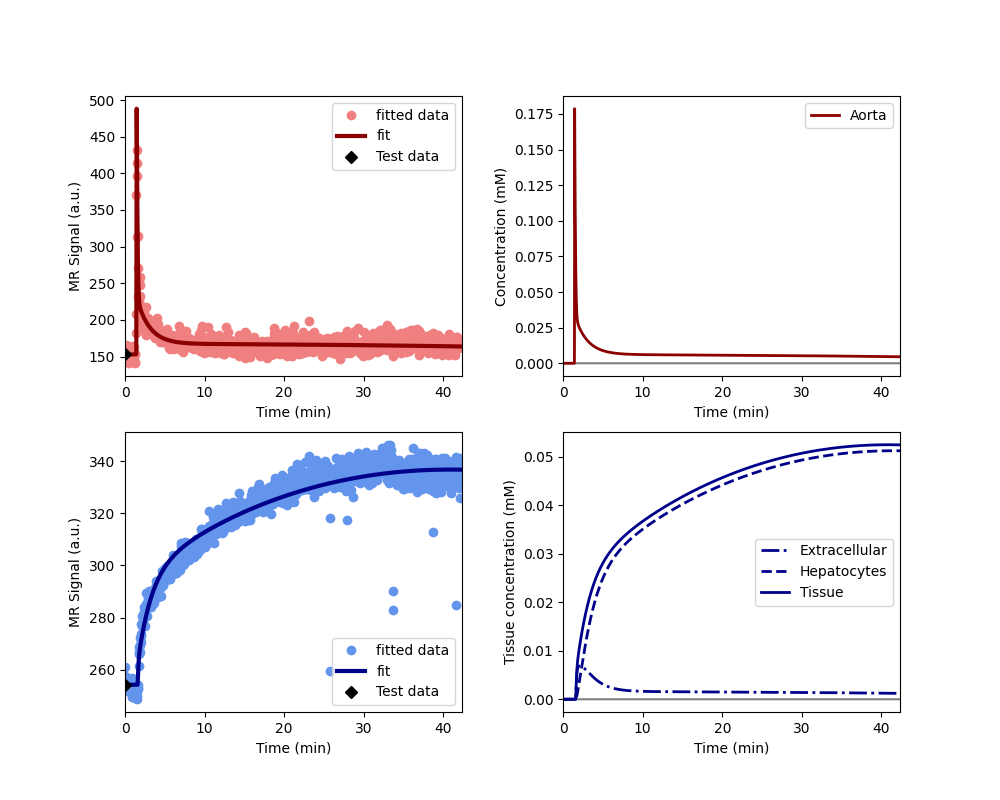 500
450
400
350
300
250
200
150
MR Signal (a.u.)
fitted data
fit
Test data
0 10 20 30 40
Time (min)
0.175
0.150
0.125
0.100
0.075
0.050
0.025
0.000
Concentration (mM)
Aorta
0 10 20 30 40
Time (min)
340
320
300
280
260
MR Signal (a.u.)
fitted data
fit
Test data
0 10 20 30 40
Time (min)
0.05
0.04
0.03
0.02
0.01
0.00
Tissue concentration (mM)
Extracellular
Hepatocytes
Tissue
0 10 20 30 40
Time (min)